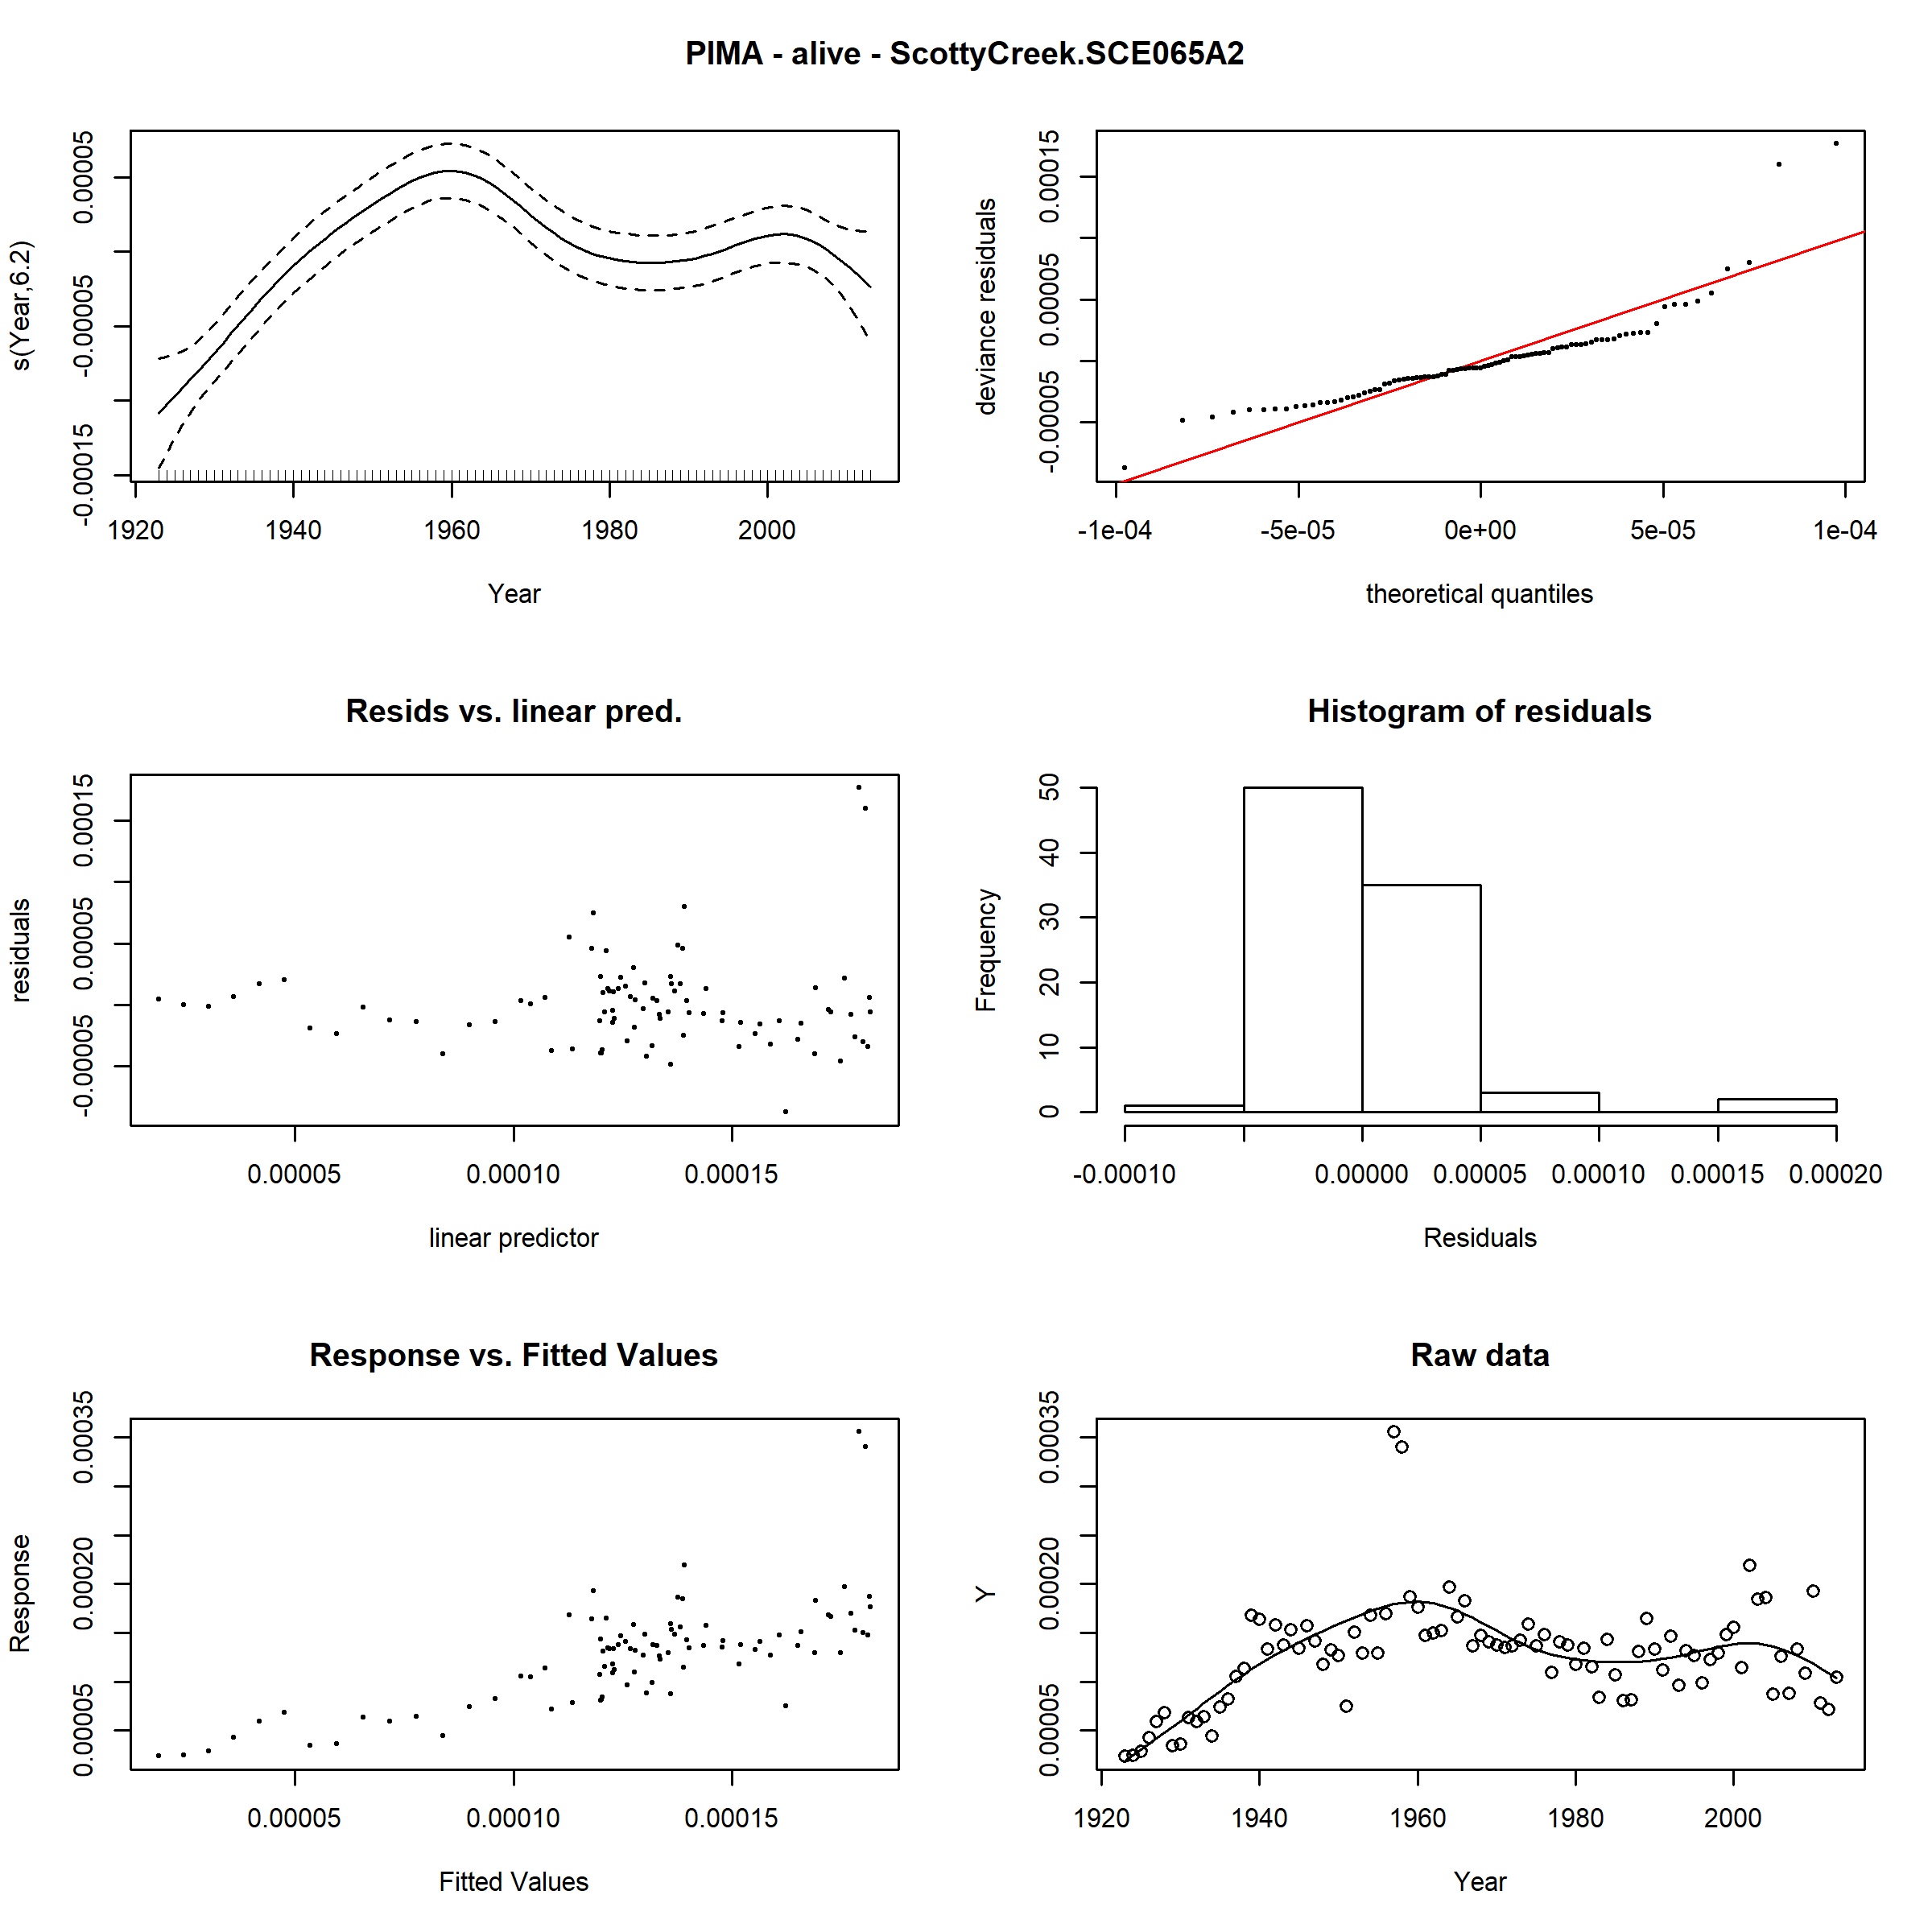 PIMA - alive - ScottyCreek.SCE065A2
s(Year,6.2)
0.00005
-0.00005
-0.00015
1920 1940 1960 1980 2000
Year
deviance residuals
0.00015
0.00005
-0.00005
-1e-04 -5e-05 0e+00 5e-05 1e-04
theoretical quantiles
Resids vs. linear pred.
residuals
0.00015
0.00005
-0.00005
0.00005 0.00010 0.00015
linear predictor
Histogram of residuals
Frequency
50
40
30
20
10
0
-0.00010 0.00000 0.00005 0.00010 0.00015 0.00020
Residuals
Response vs. Fitted Values
Response
0.00035
0.00020
0.00005
0.00005 0.00010 0.00015
Fitted Values
Raw data
Y
0.00035
0.00020
0.00005
1920 1940 1960 1980 2000
Year